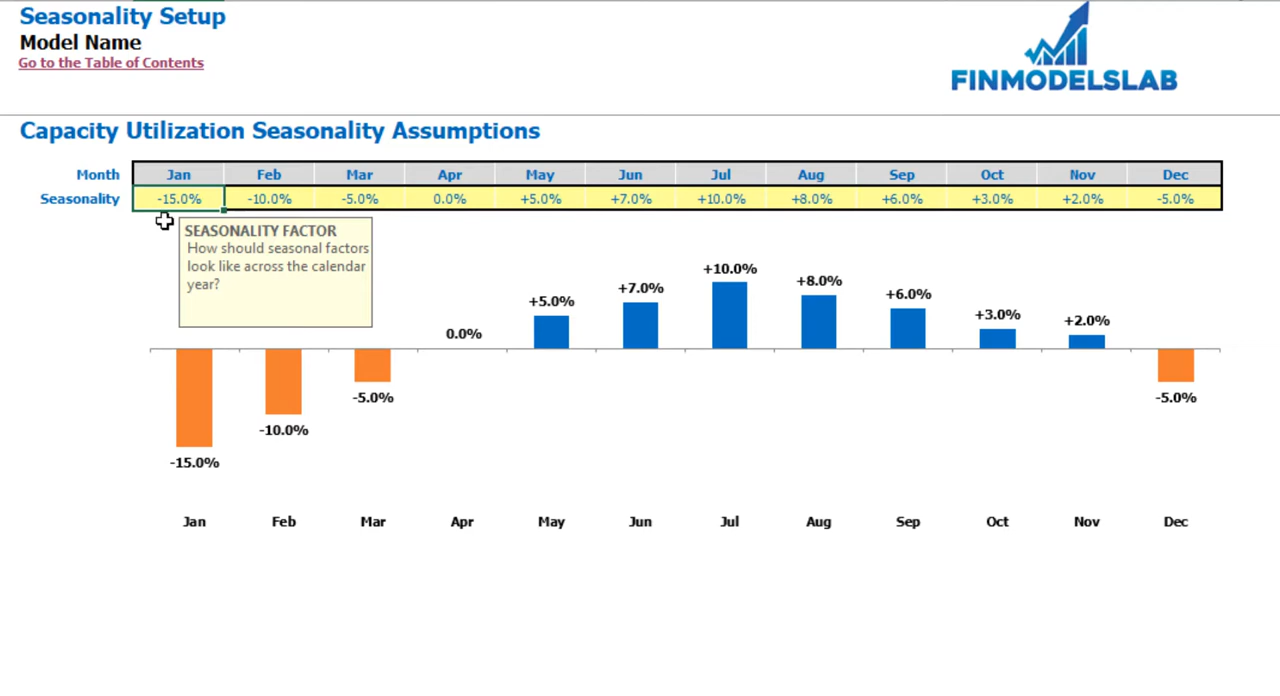 Seasonality Setup
Model Name
Go to the Table of Contents
FINMODELSLAB
Capacity Utilization Seasonality Assumptions
Month Jan Feb Mar Apr May Jun Jul Aug Sep Oct Nov Dec
Seasonality -15.0% -10.0% -5.0% 0.0% +5.0% +7.0% +10.0% +8.0% +6.0% +3.0% +2.0% -5.0%
SEASONALITY FACTOR
How should seasonal factors
look like across the calendar
year?
+10.0%
+8.0%
+7.0%
+6.0%
+5.0%
+3.0%
+2.0%
0.0%
-5.0% -5.0%
-10.0%
-15.0%
Jan Feb Mar Apr May Jun Jul Aug Sep Oct Nov Dec